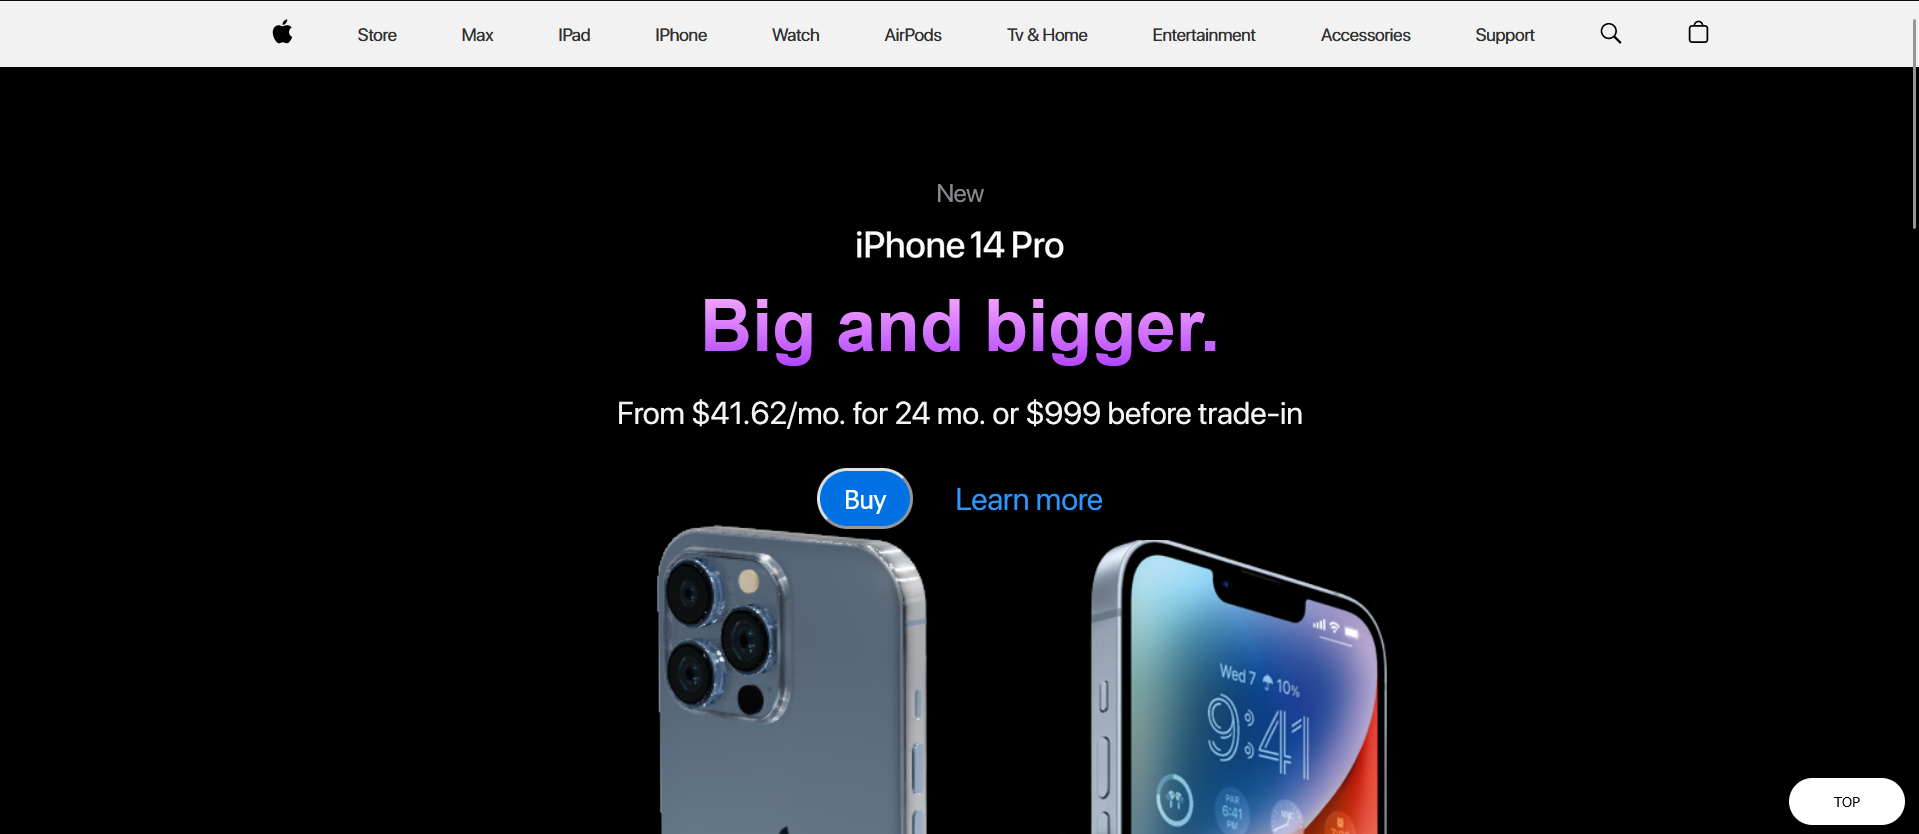 Store Max IPad IPhone Watch AirPods Tv & Home Entertainment Accessories Support
New
iPhone 14 Pro
Big and bigger.
From $41.62/mo. for 24 mo. or $999 before trade-in
Buy Learn more
Wed 7 10%
9:41
PAR
6:41
PM
TOP